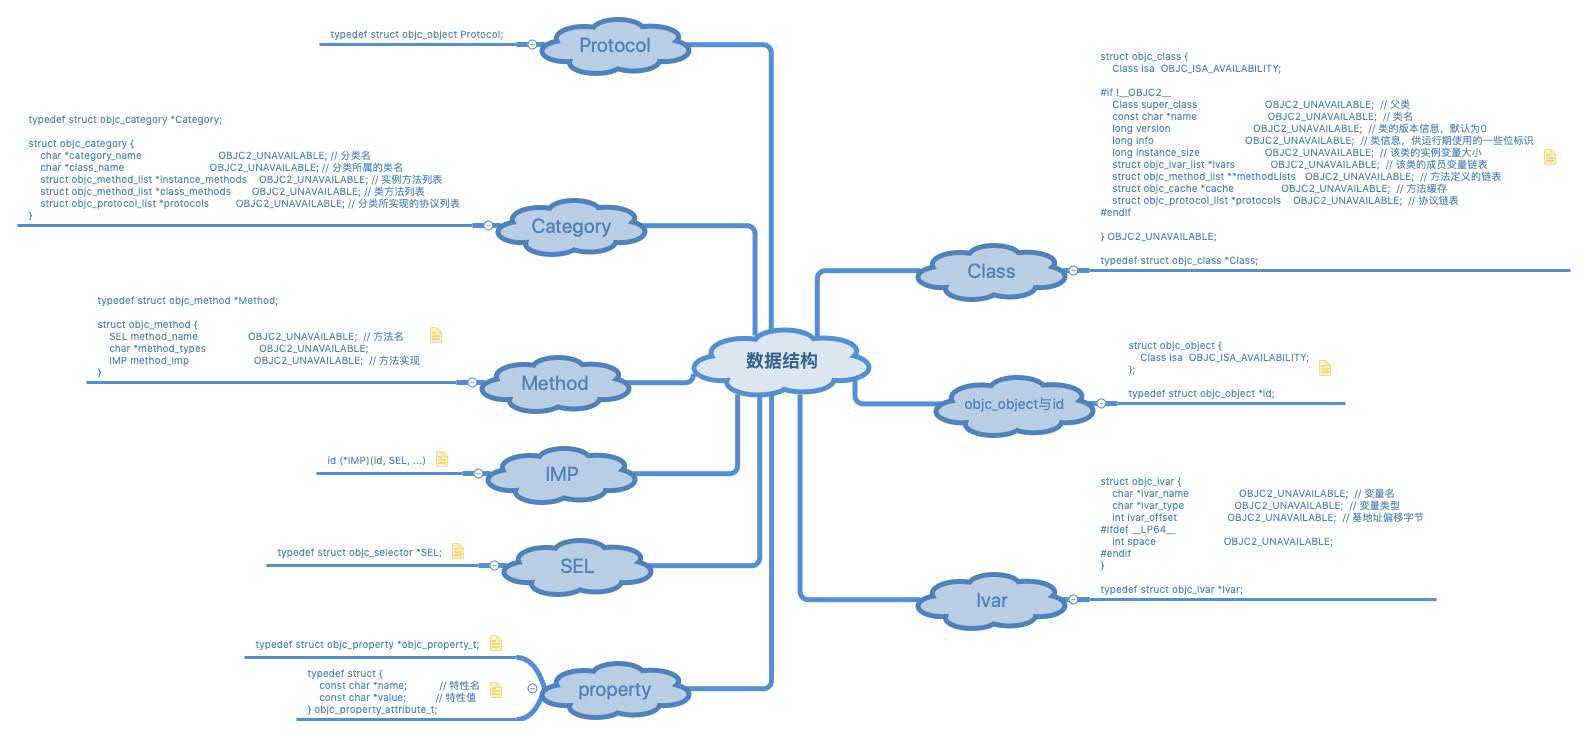 数据结构
Protocol
typedef struct objc_object Protocol;
Category
typedef struct objc_category *Category;
struct objc_category {
char *category_name OBJC2_UNAVAILABLE; // 分类名
char *class_name OBJC2_UNAVAILABLE; // 分类所属的类名
struct objc_method_list *instance_methods OBJC2_UNAVAILABLE; // 实例方法列表
struct objc_method_list *class_methods OBJC2_UNAVAILABLE; // 类方法列表
struct objc_protocol_list *protocols OBJC2_UNAVAILABLE; // 分类所实现的协议列表
}
Method
typedef struct objc_method *Method;
struct objc_method {
SEL method_name OBJC2_UNAVAILABLE; // 方法名
char *method_types OBJC2_UNAVAILABLE;
IMP method_imp OBJC2_UNAVAILABLE; // 方法实现
}
IMP
id (*IMP)(id, SEL, ...)
SEL
typedef struct objc_selector *SEL;
property
typedef struct objc_property *objc_property_t;
typedef struct {
const char *name; // 特性名
const char *value; // 特性值
} objc_property_attribute_t;
Class
struct objc_class {
Class isa OBJC_ISA_AVAILABILITY;
#if !__OBJC2__
Class super_class OBJC2_UNAVAILABLE; // 父类
const char *name OBJC2_UNAVAILABLE; // 类名
long version OBJC2_UNAVAILABLE; // 类的版本信息，默认为0
long info OBJC2_UNAVAILABLE; // 类信息，供运行期使用的一些位标识
long instance_size OBJC2_UNAVAILABLE; // 该类的实例变量大小
struct objc_ivar_list *ivars OBJC2_UNAVAILABLE; // 该类的成员变量链表
struct objc_method_list **methodLists OBJC2_UNAVAILABLE; // 方法定义的链表
struct objc_cache *cache OBJC2_UNAVAILABLE; // 方法缓存
struct objc_protocol_list *protocols OBJC2_UNAVAILABLE; // 协议链表
#endif
} OBJC2_UNAVAILABLE;
typedef struct objc_class *Class;
objc_object与id
struct objc_object {
Class isa OBJC_ISA_AVAILABILITY;
};
typedef struct objc_object *id;
Ivar
struct objc_ivar {
char *ivar_name OBJC2_UNAVAILABLE; // 变量名
char *ivar_type OBJC2_UNAVAILABLE; // 变量类型
int ivar_offset OBJC2_UNAVAILABLE; // 基地址偏移字节
#ifdef __LP64__
int space OBJC2_UNAVAILABLE;
#endif
}
typedef struct objc_ivar *Ivar;